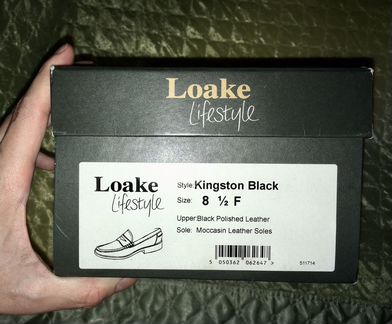 Loake
Lifestyle
Loake
Lifestyle
Style: Kingston Black
Size: 8 ½ F
Upper: Black Polished Leather
Sole: Moccasin Leather Soles
5 050362 062647 >
511714